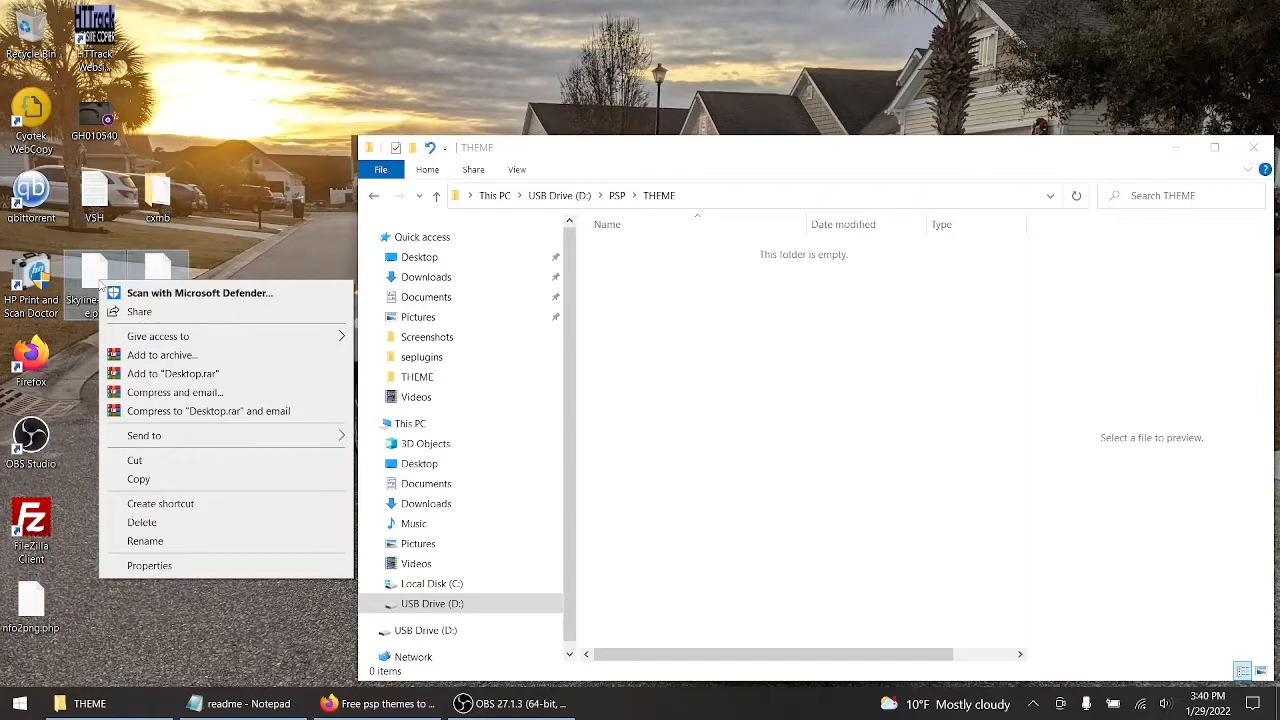 Recycle Bin
HTTrack
WEBSITE COPIER
HTTrack
Websi...
Cyotek
WebCopy
GH010540
qb
qbittorrent
VSH
cxmb
HP Print and
Scan Doctor
Skyline
e.p
Firefox
OBS Studio
Fz
FileZilla
Client
nfo2png.php
Scan with Microsoft Defender...
Share
Give access to
Add to archive...
Add to "Desktop.rar"
Compress and email...
Compress to "Desktop.rar" and email
Send to
Cut
Copy
Create shortcut
Delete
Rename
Properties
THEME
File
Home
Share
View
This PC
USB Drive (D:)
PSP
THEME
Search THEME
Name
Date modified
Type
This folder is empty.
Quick access
Desktop
Downloads
Documents
Pictures
Screenshots
seplugins
THEME
Videos
This PC
3D Objects
Desktop
Documents
Downloads
Music
Pictures
Videos
Local Disk (C:)
USB Drive (D:)
USB Drive (D:)
Network
0 items
Select a file to preview.
THEME
readme - Notepad
Free psp themes to ...
OBS 27.1.3 (64-bit, ...
10°F Mostly cloudy
3:40 PM
1/29/2022